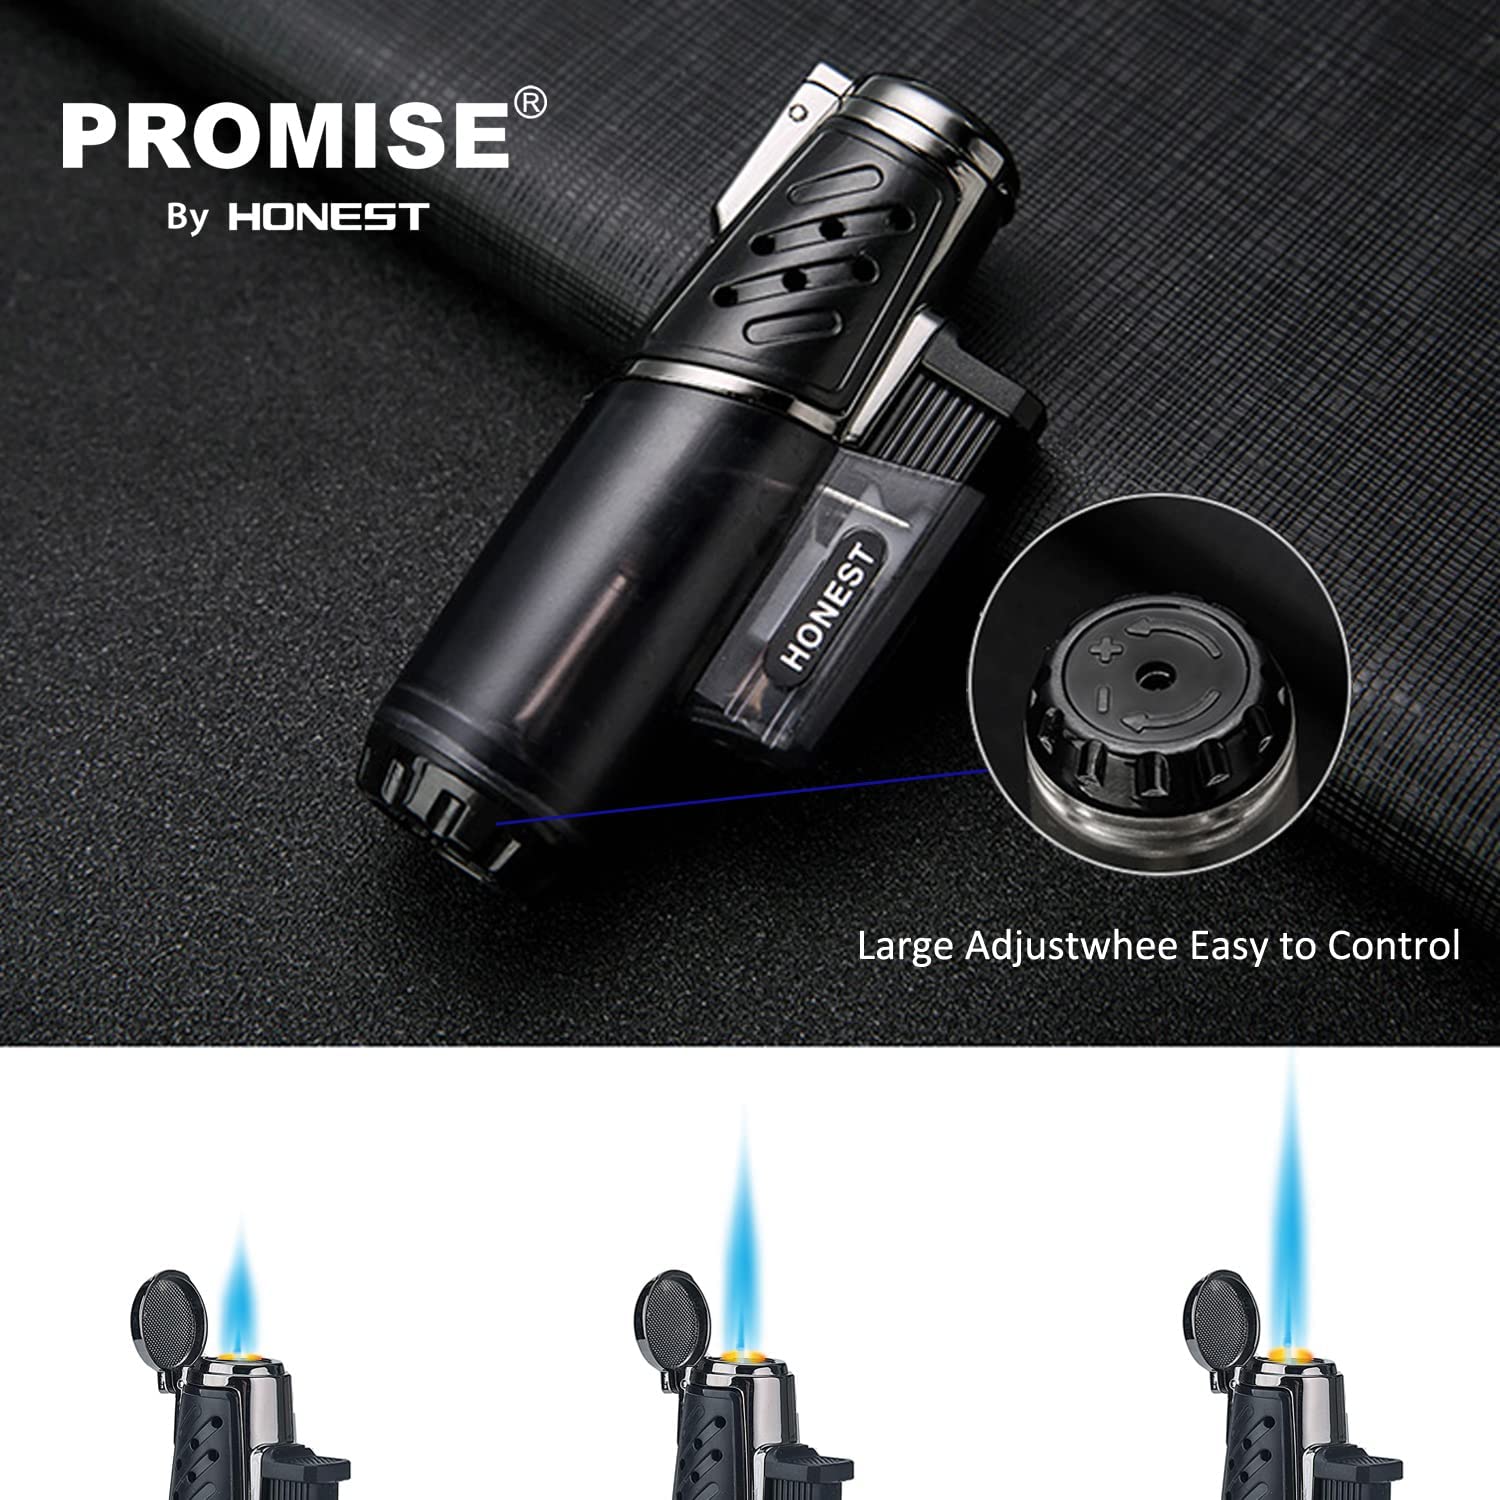 PROMISE®
By HONEST
HONEST
+
-
Large Adjustwhee Easy to Control